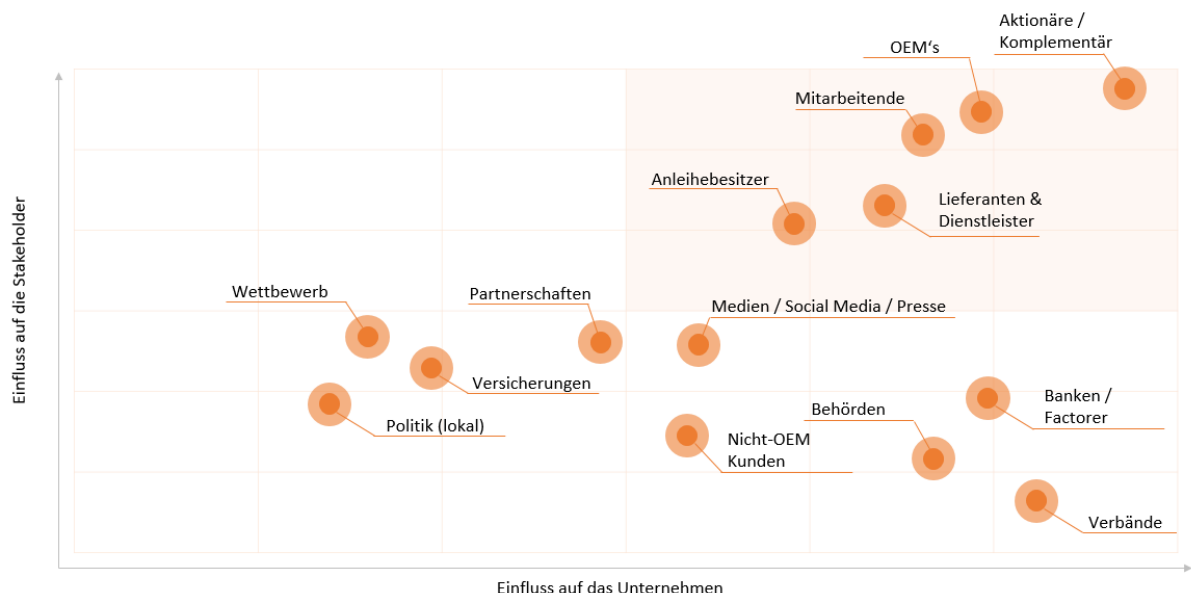 Aktionäre /
Komplementär
OEM‘s
Mitarbeitende
Anleihebesitzer
Lieferanten &
Dienstleister
Einfluss auf die Stakeholder
Wettbewerb
Partnerschaften
Medien / Social Media / Presse
Versicherungen
Politik (lokal)
Behörden
Banken /
Factorer
Nicht-OEM
Kunden
Verbände
Einfluss auf das Unternehmen